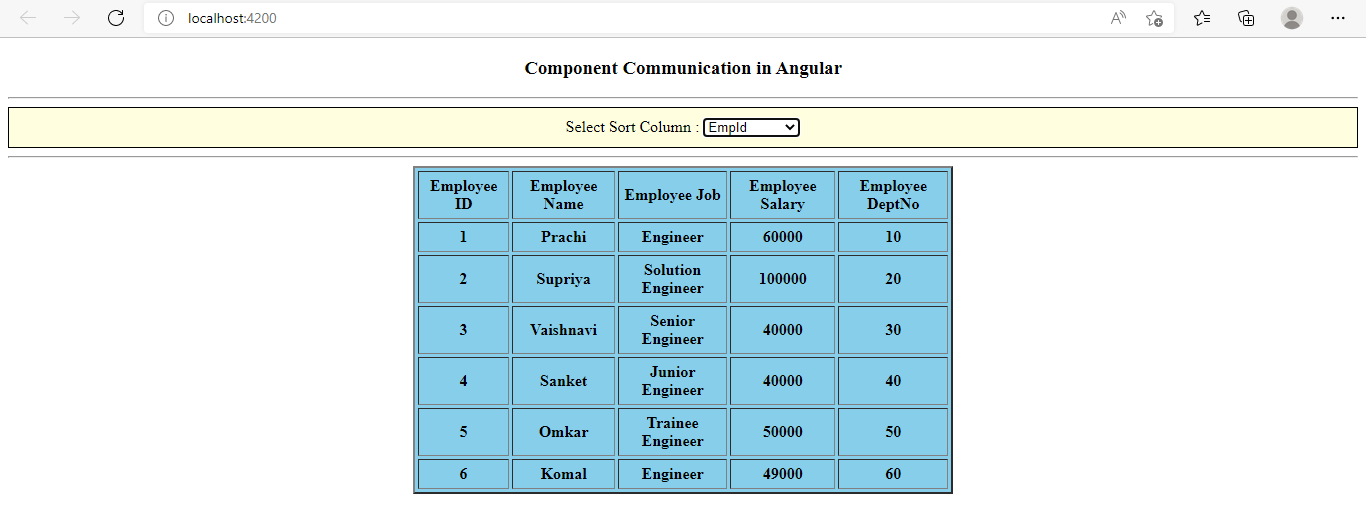 localhost:4200
Component Communication in Angular
Select Sort Column : EmpId
Employee ID Employee Name Employee Job Employee Salary Employee DeptNo
1 Prachi Engineer 60000 10
2 Supriya Solution Engineer 100000 20
3 Vaishnavi Senior Engineer 40000 30
4 Sanket Junior Engineer 40000 40
5 Omkar Trainee Engineer 50000 50
6 Komal Engineer 49000 60